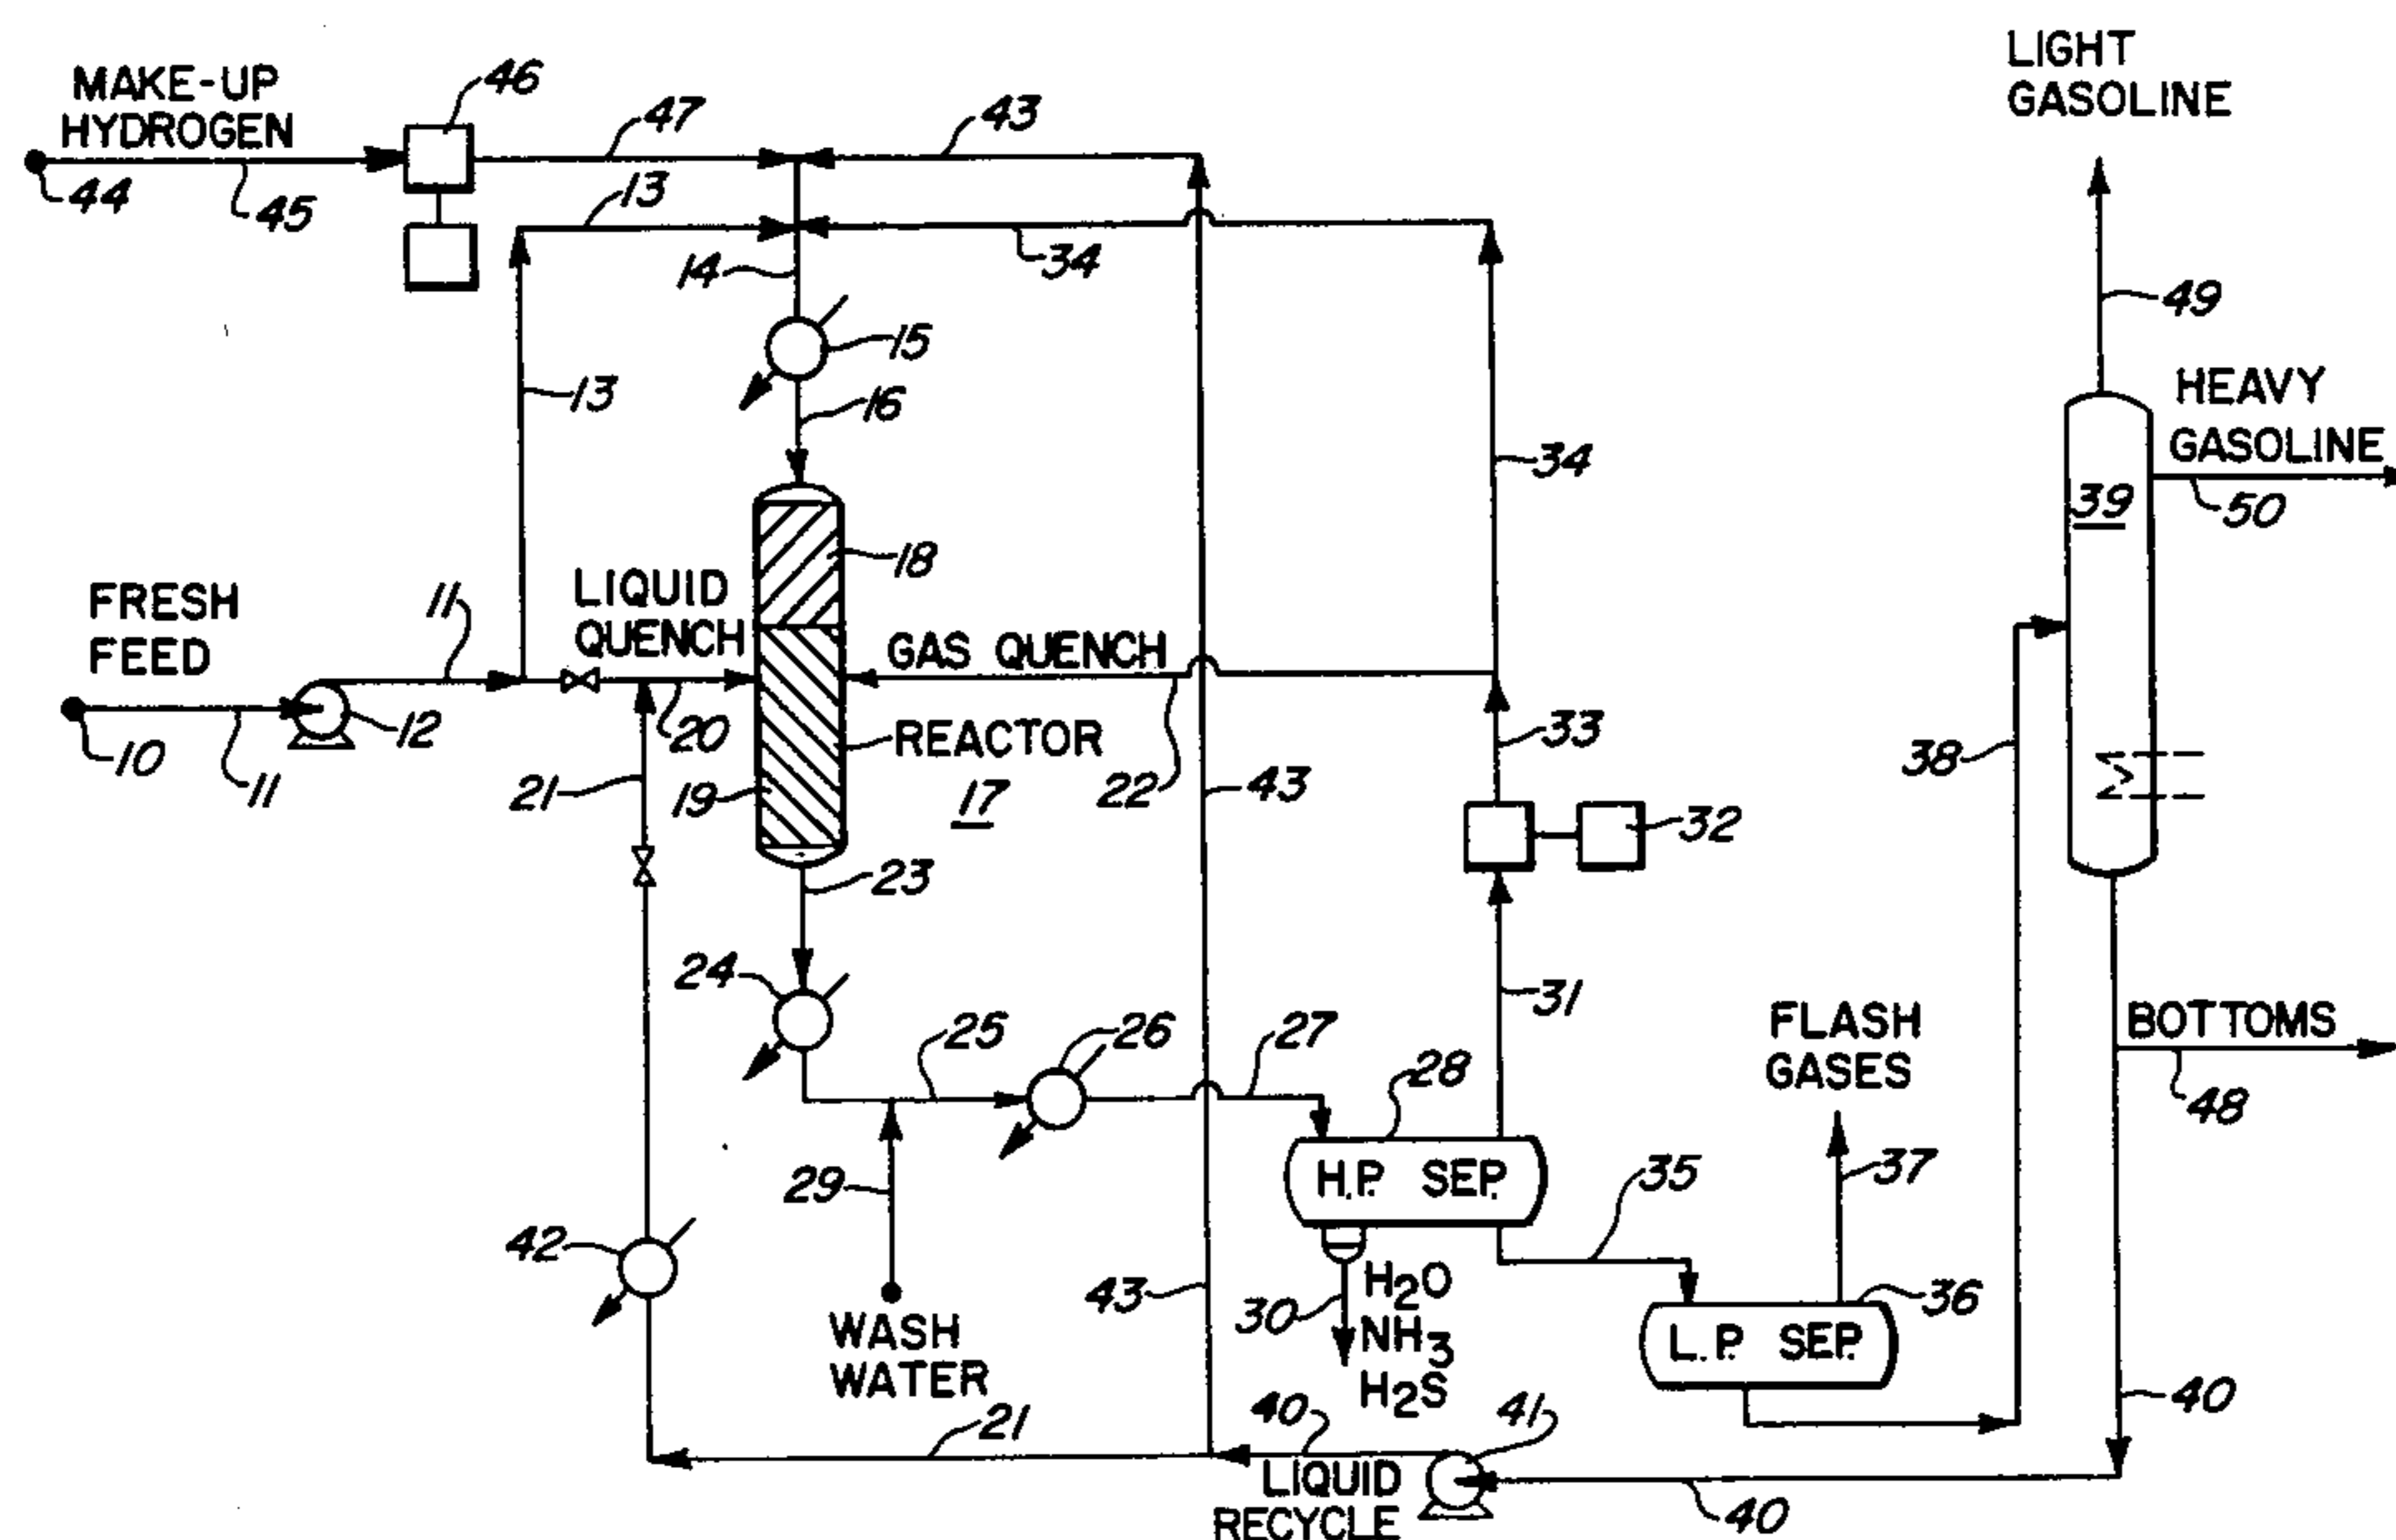 LIGHT
GASOLINE
MAKE-UP
HYDROGEN
46
47
43
44
45
13
14
34
15
49
13
16
HEAVY
GASOLINE
34
39
50
18
FRESH
FEED
11
LIQUID
QUENCH
GAS QUENCH
10
11
12
20
REACTOR
33
21
19
17
22
43
38
32
23
24
31
25
26
27
FLASH
GASES
BOTTOMS
28
48
29
H.P. SEP.
35
37
42
43
30
H2O
NH3
H2S
36
WASH
WATER
L.P. SEP.
40
21
40
41
LIQUID
RECYCLE
40